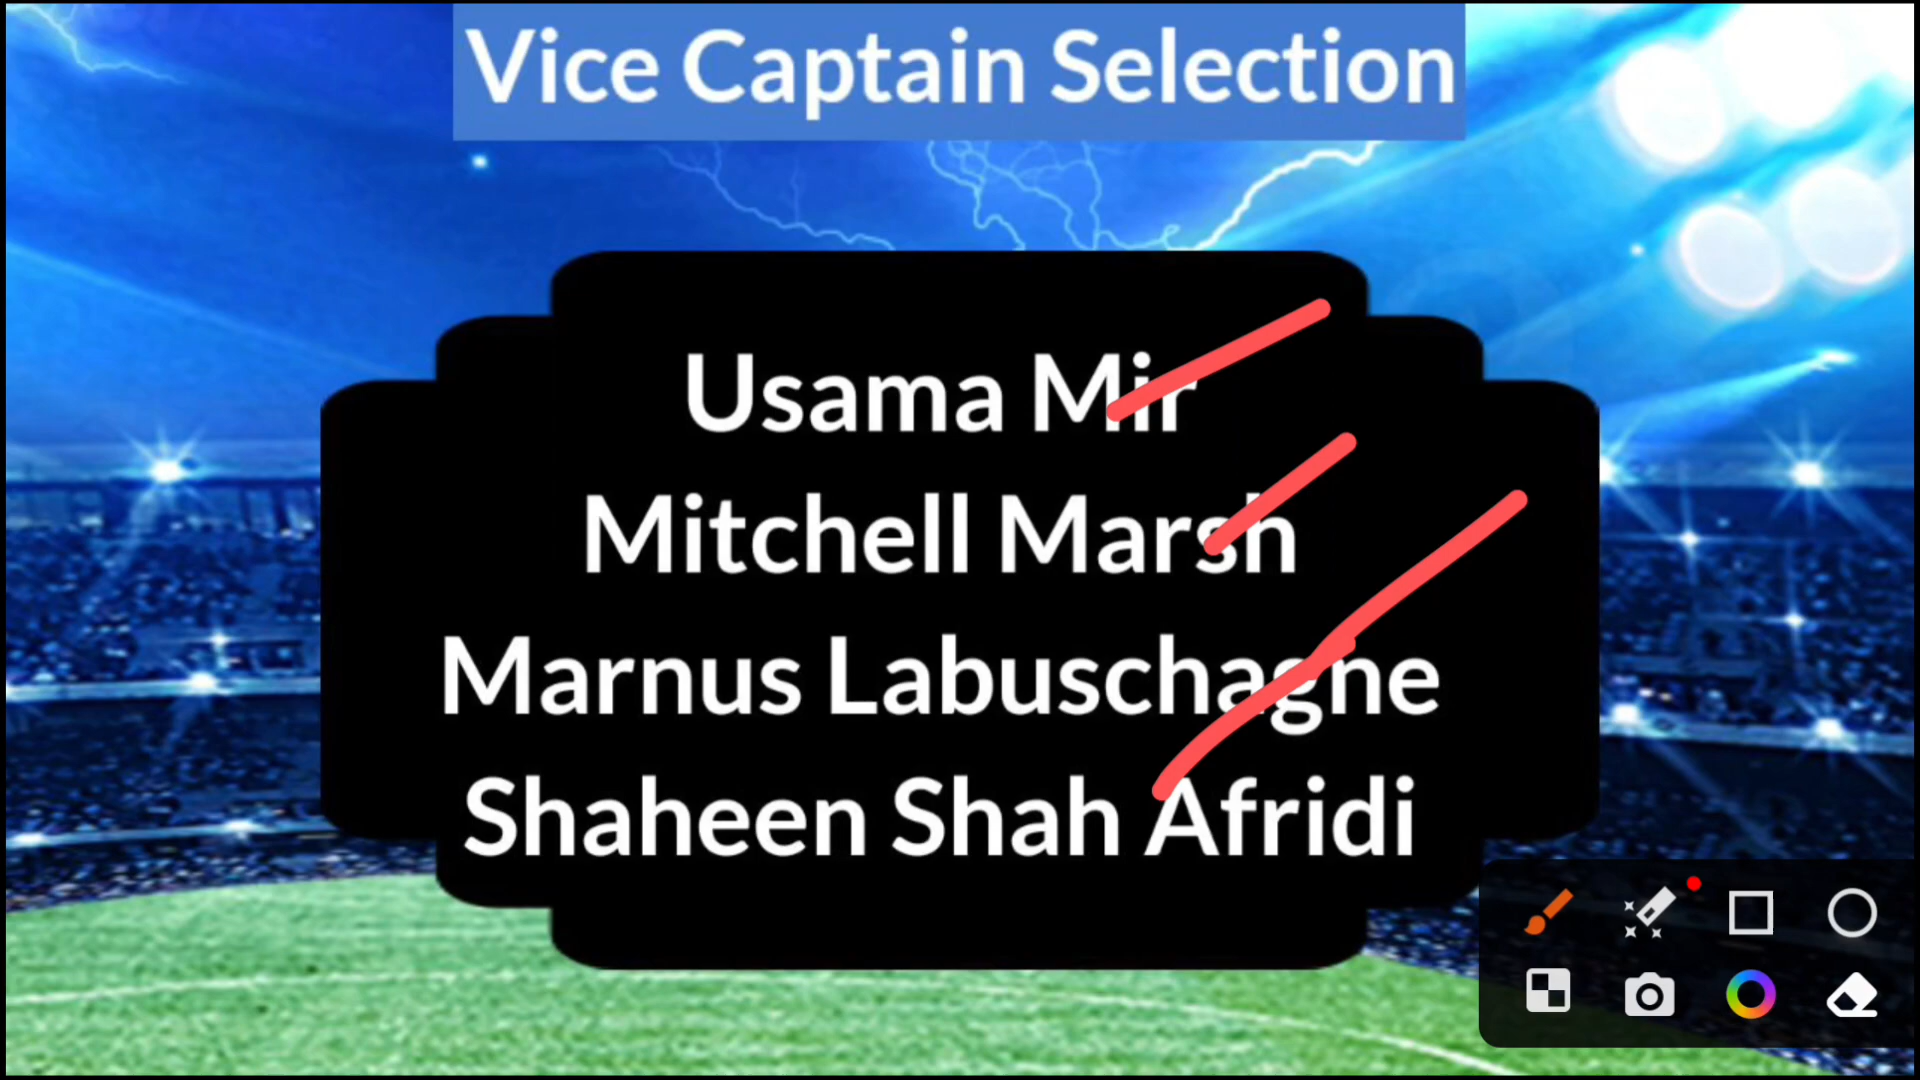 Vice Captain Selection
Usama Mir
Mitchell Marsh
Marnus Labuschagne
Shaheen Shah Afridi